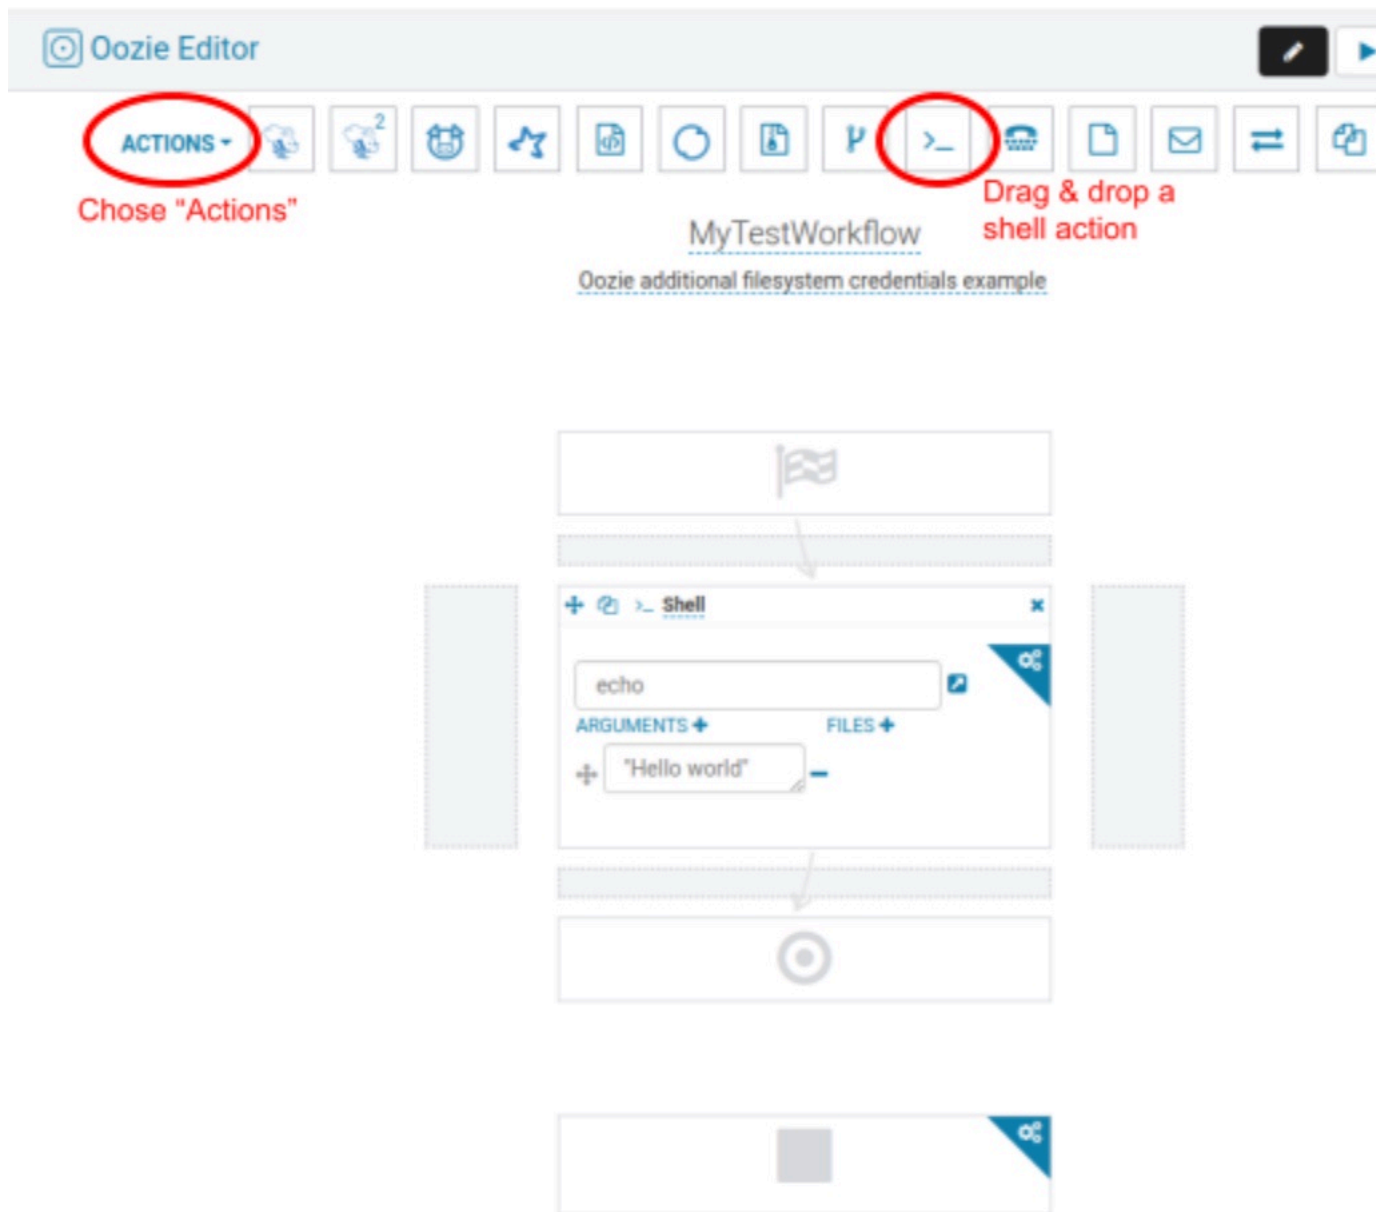 Oozie Editor
ACTIONS
2
>_
Chose “Actions”
Drag & drop a
shell action
MyTestWorkflow
Oozie additional filesystem credentials example
>_ Shell
echo
ARGUMENTS + FILES +
"Hello world"